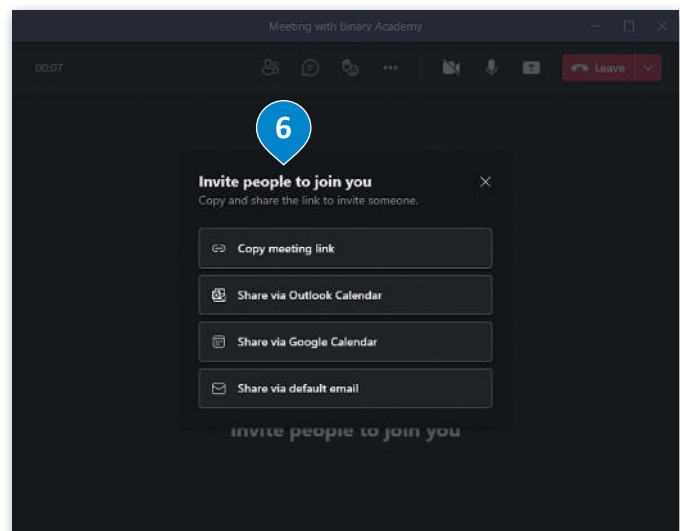 Meeting with Binary Academy
00:07
Leave
6
Invite people to join you
Copy and share the link to invite someone.
Copy meeting link
Share via Outlook Calendar
Share via Google Calendar
Share via default email
Invite people to join you